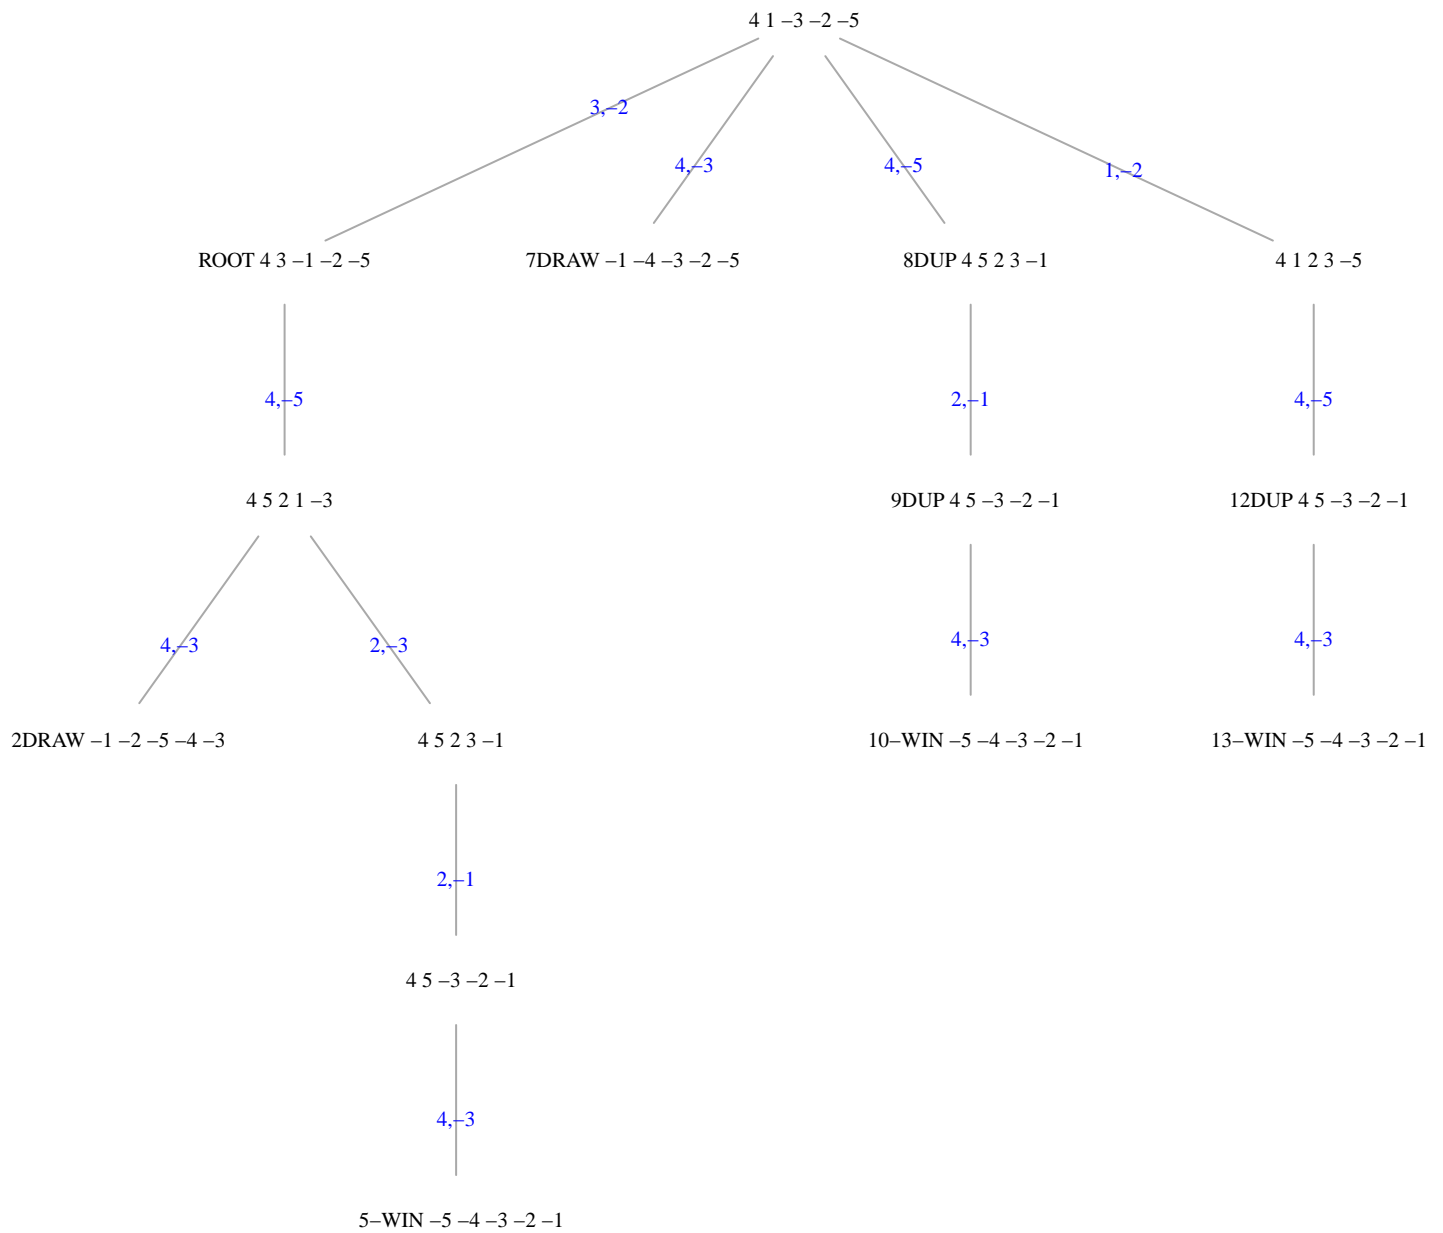 4 1 –3 –2 –5
3,–2
4,–3
4,–5
1,–2
ROOT 4 3 –1 –2 –5
7DRAW –1 –4 –3 –2 –5
8DUP 4 5 2 3 –1
4 1 2 3 –5
4,–5
2,–1
4,–5
4 5 2 1 –3
9DUP 4 5 –3 –2 –1
12DUP 4 5 –3 –2 –1
4,–3
2,–3
4,–3
4,–3
2DRAW –1 –2 –5 –4 –3
4 5 2 3 –1
10–WIN –5 –4 –3 –2 –1
13–WIN –5 –4 –3 –2 –1
2,–1
4 5 –3 –2 –1
4,–3
5–WIN –5 –4 –3 –2 –1